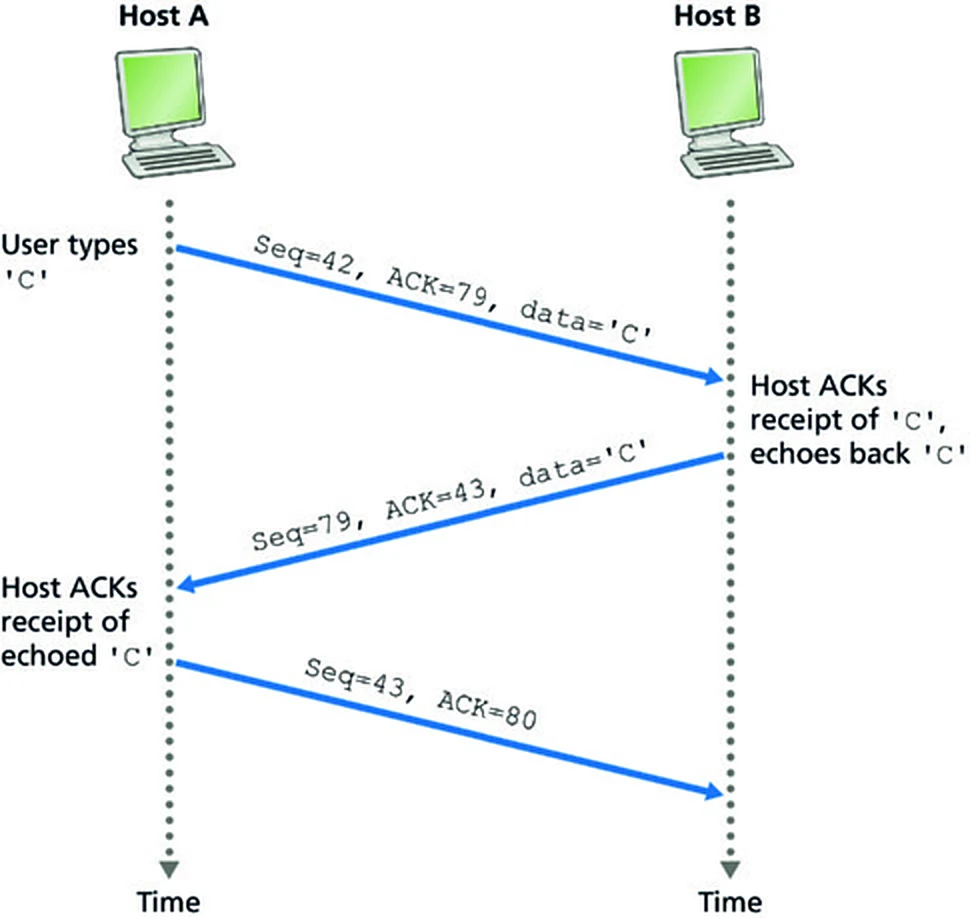 Host A
Host B
User types
'C'
Seq=42, ACK=79, data='C'
Host ACKs
receipt of 'C',
echoes back 'C'
Seq=79, ACK=43, data='C'
Host ACKs
receipt of
echoed 'C'
Seq=43, ACK=80
Time
Time